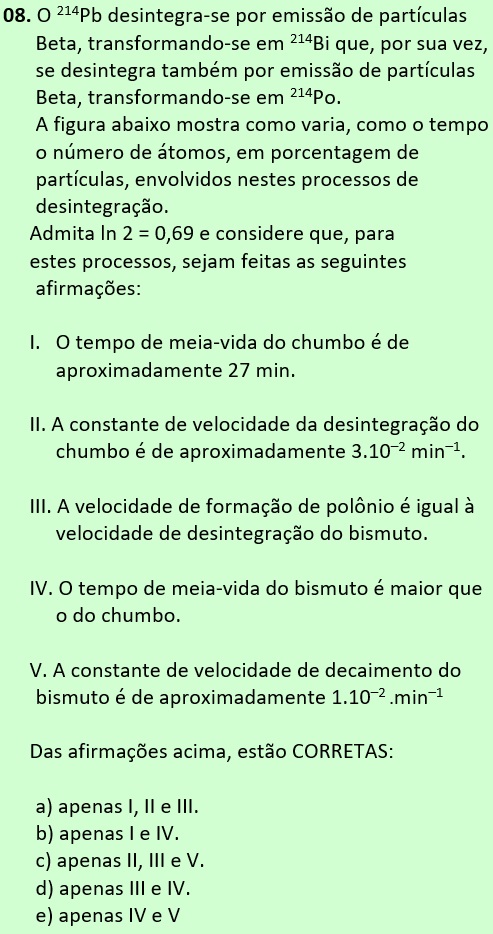 08. O ²¹⁴Pb desintegra-se por emissão de partículas
Beta, transformando-se em ²¹⁴Bi que, por sua vez,
se desintegra também por emissão de partículas
Beta, transformando-se em ²¹⁴Po.
A figura abaixo mostra como varia, como o tempo
o número de átomos, em porcentagem de
partículas, envolvidos nestes processos de
desintegração.
Admita ln 2 = 0,69 e considere que, para
estes processos, sejam feitas as seguintes
afirmações:
I. O tempo de meia-vida do chumbo é de
aproximadamente 27 min.
II. A constante de velocidade da desintegração do
chumbo é de aproximadamente 3.10⁻² min⁻¹.
III. A velocidade de formação de polônio é igual à
velocidade de desintegração do bismuto.
IV. O tempo de meia-vida do bismuto é maior que
o do chumbo.
V. A constante de velocidade de decaimento do
bismuto é de aproximadamente 1.10⁻² .min⁻¹
Das afirmações acima, estão CORRETAS:
a) apenas I, II e III.
b) apenas I e IV.
c) apenas II, III e V.
d) apenas III e IV.
e) apenas IV e V